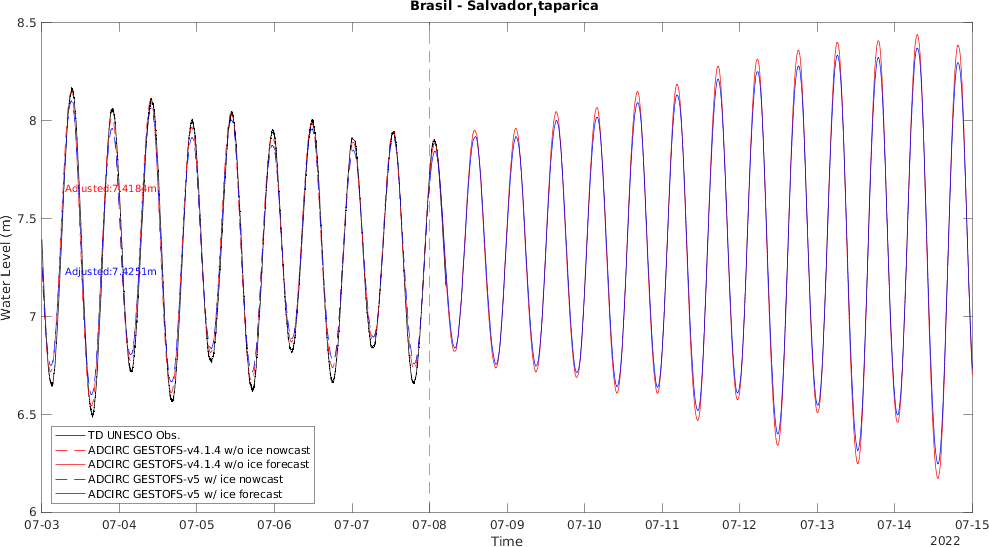 Brasil - SalvadorItaparica
8.5
8
7.5
7
6.5
6
Water Level (m)
Adjusted:7.4184m
Adjusted:7.4251m
TD UNESCO Obs.
ADCIRC GESTOFS-v4.1.4 w/o ice nowcast
ADCIRC GESTOFS-v4.1.4 w/o ice forecast
ADCIRC GESTOFS-v5 w/ ice nowcast
ADCIRC GESTOFS-v5 w/ ice forecast
07-03 07-04 07-05 07-06 07-07 07-08 07-09 07-10 07-11 07-12 07-13 07-14 07-15
Time
2022